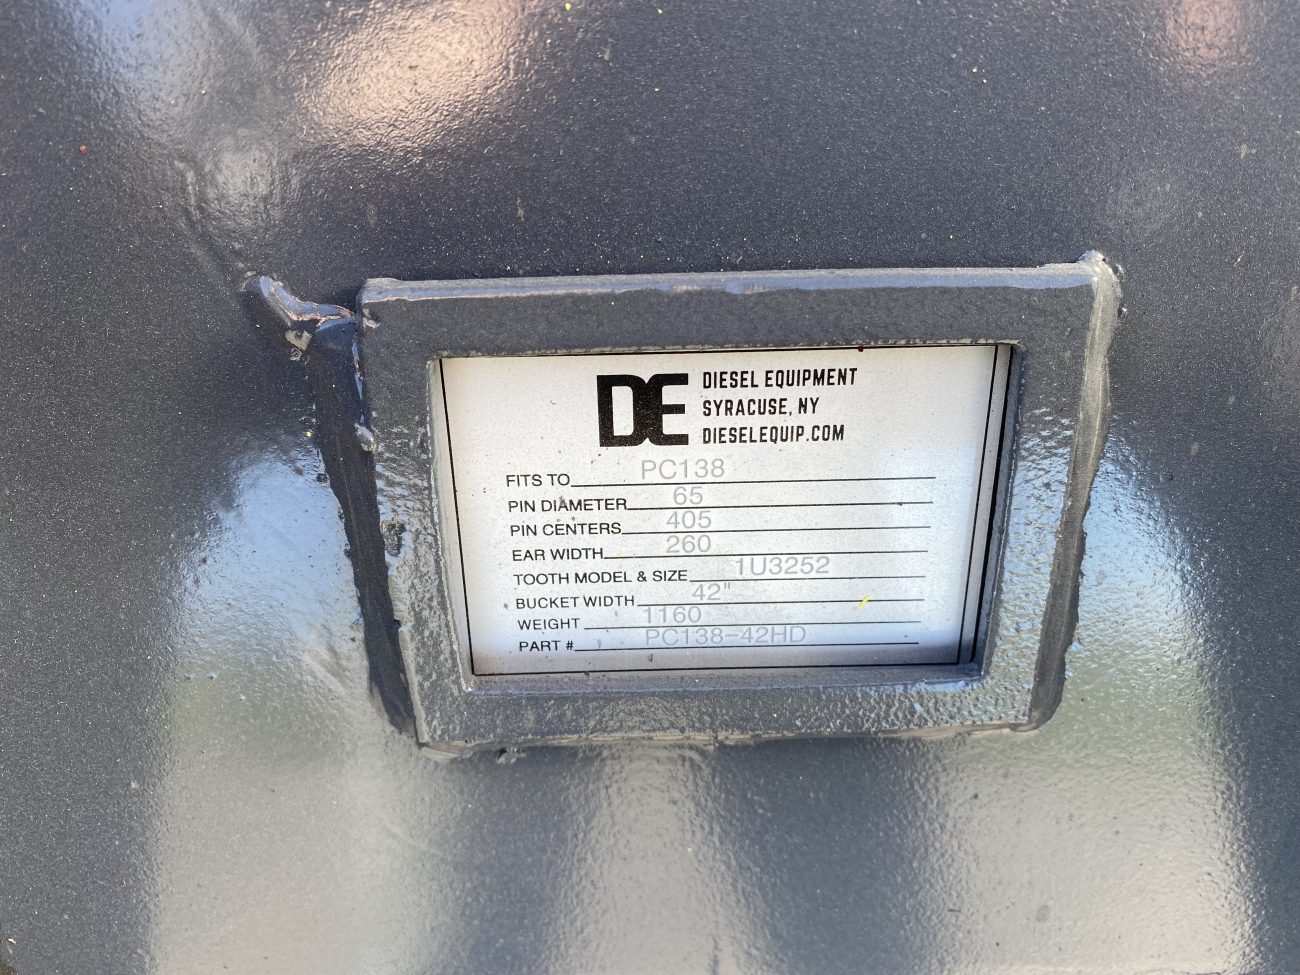 DE
DIESEL EQUIPMENT
SYRACUSE, NY
DIESELEQUIP.COM
FITS TO PC138
PIN DIAMETER 65
PIN CENTERS 405
EAR WIDTH 260
TOOTH MODEL & SIZE 1U3252
BUCKET WIDTH 42"
WEIGHT 1160
PART # PC138-42HD